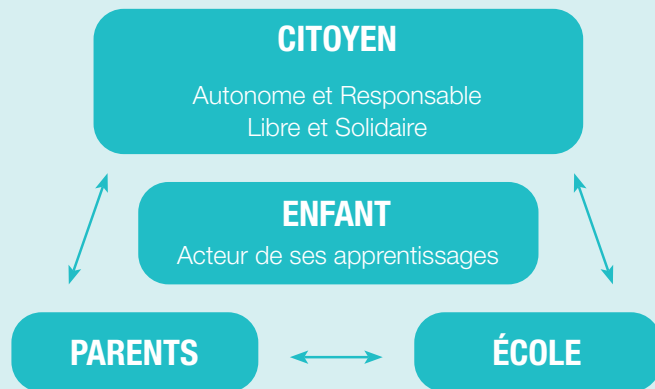 CITOYEN
Autonome et Responsable
Libre et Solidaire
ENFANT
Acteur de ses apprentissages
PARENTS
ÉCOLE